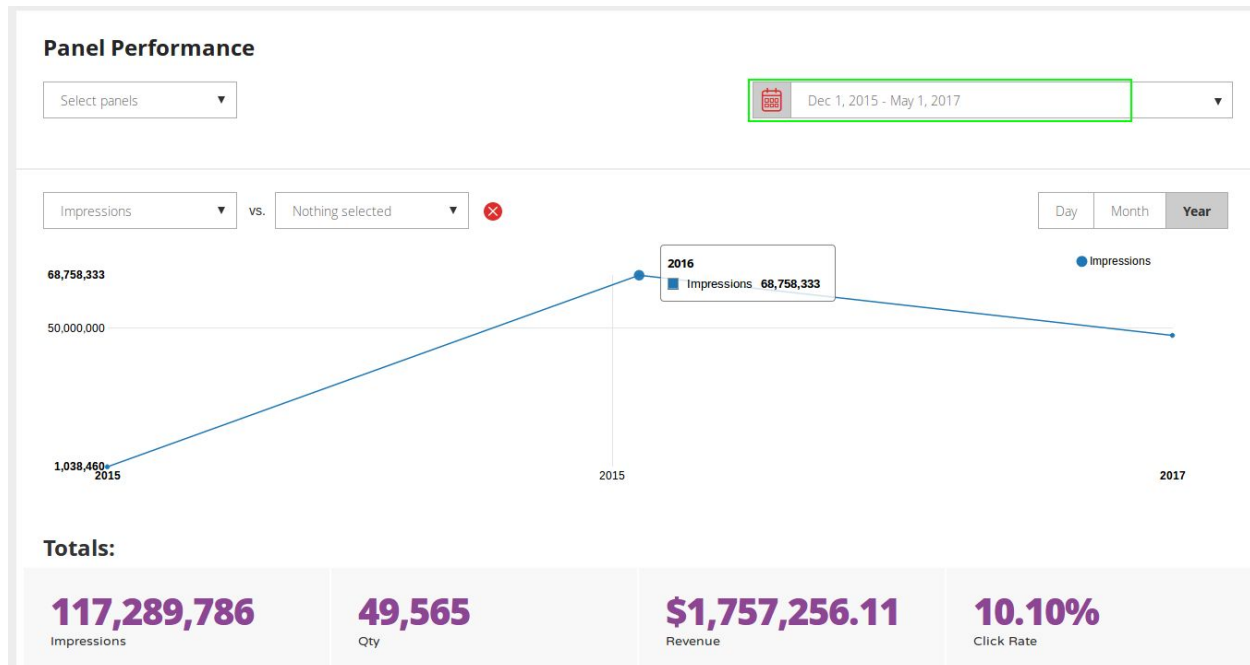 Panel Performance
Select panels
Dec 1, 2015 - May 1, 2017
Impressions
vs.
Nothing selected
Day
Month
Year
Impressions
2016
Impressions 68,758,333
68,758,333
50,000,000
1,038,460
2015
2015
2017
Totals:
117,289,786
Impressions
49,565
Qty
$1,757,256.11
Revenue
10.10%
Click Rate